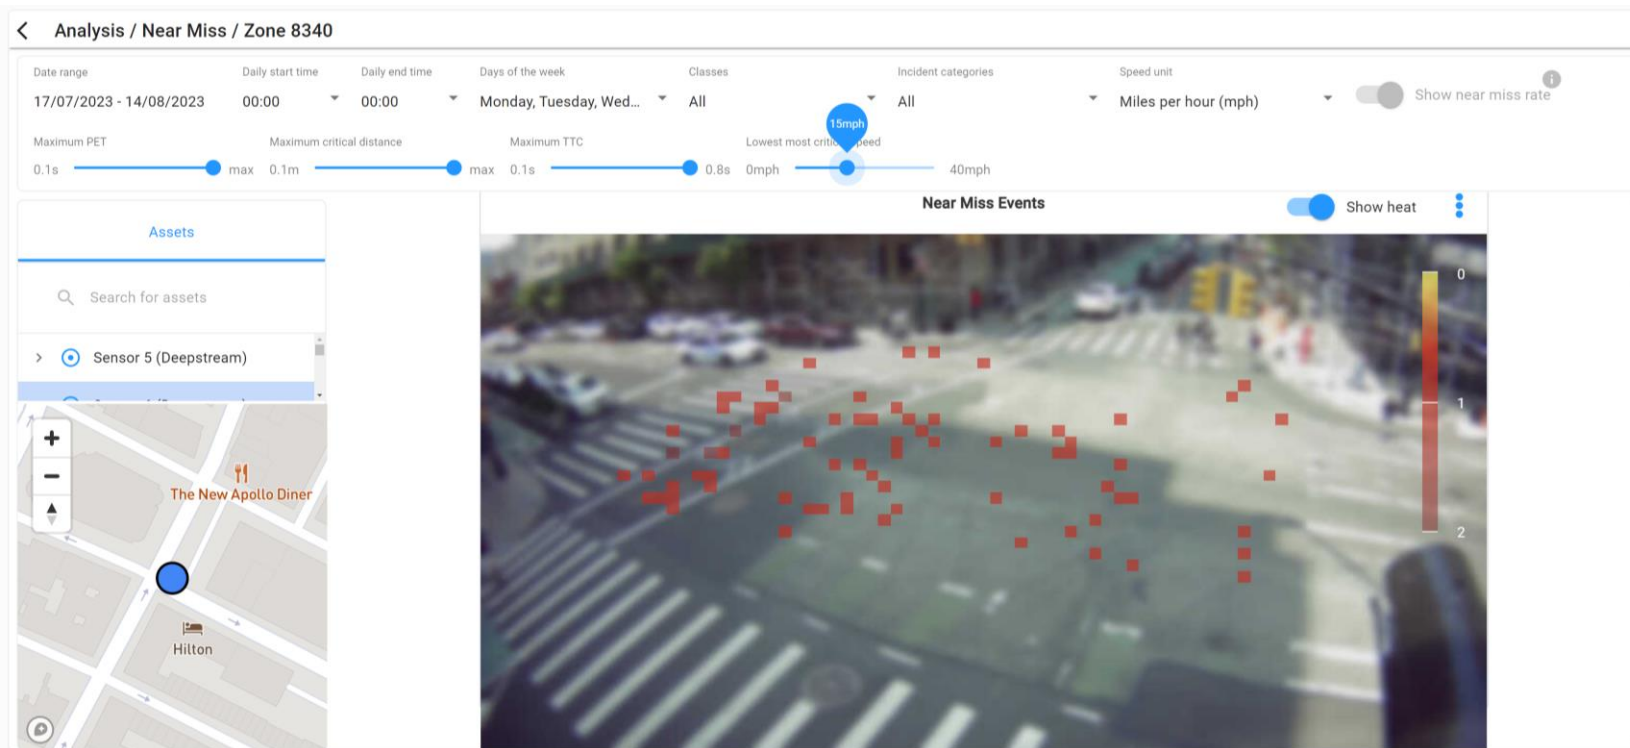 Analysis / Near Miss / Zone 8340
Date range
Daily start time
Daily end time
Days of the week
Classes
Incident categories
Speed unit
17/07/2023 - 14/08/2023
00:00
00:00
Monday, Tuesday, Wed...
All
All
Miles per hour (mph)
Show near miss rate
15mph
Maximum PET
Maximum critical distance
Maximum TTC
Lowest most critic
peed
0.1s
max
0.1m
max
0.1s
0.8s
0mph
40mph
Near Miss Events
Show heat
Assets
Search for assets
Sensor 5 (Deepstream)
0
1
2
The New Apollo Diner
Hilton